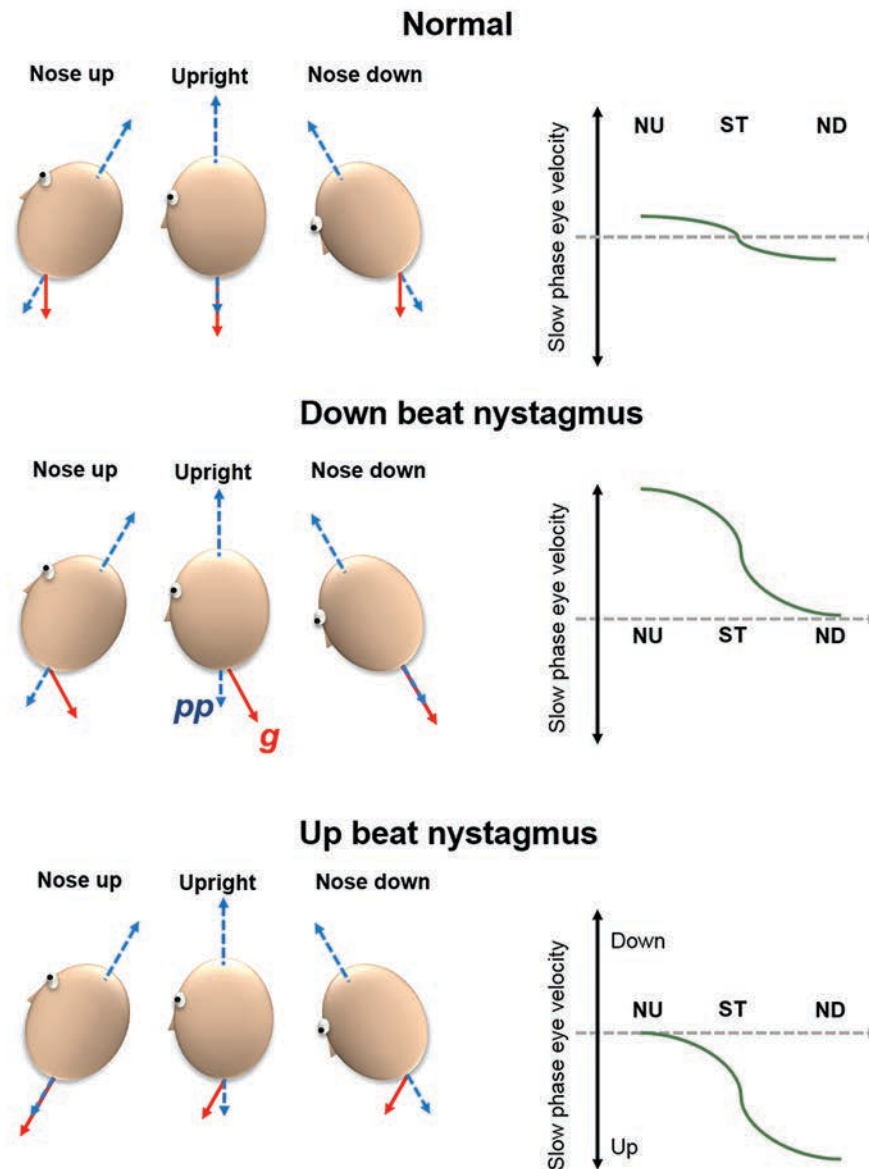 Normal
Nose up
Upright
Nose down
Slow phase eye velocity
NU
ST
ND
Down beat nystagmus
Nose up
Upright
Nose down
pp
g
Slow phase eye velocity
NU
ST
ND
Up beat nystagmus
Nose up
Upright
Nose down
Slow phase eye velocity
Down
NU
ST
ND
Up